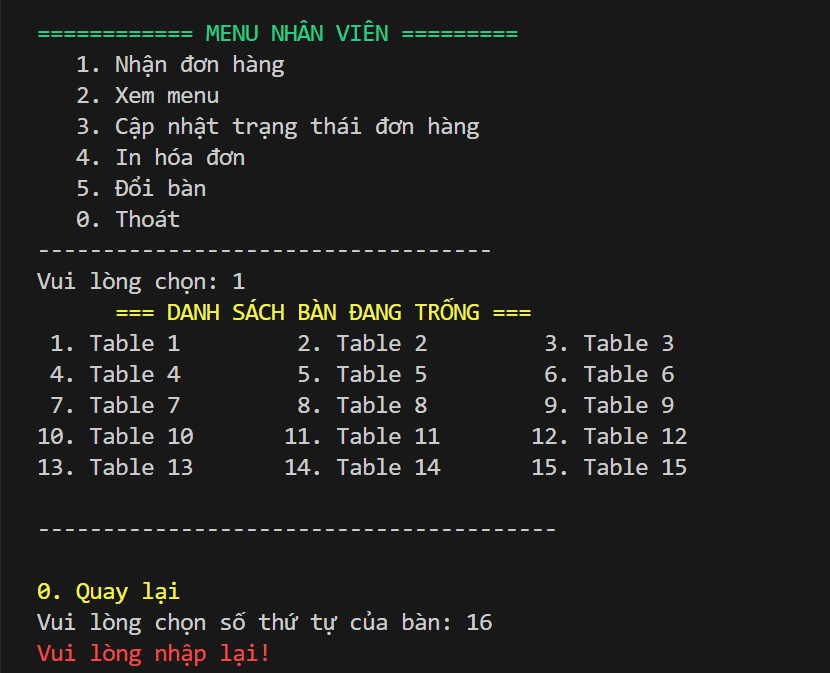 ============ MENU NHÂN VIÊN =========
1. Nhận đơn hàng
2. Xem menu
3. Cập nhật trạng thái đơn hàng
4. In hóa đơn
5. Đổi bàn
0. Thoát
-----------------------------------
Vui lòng chọn: 1
=== DANH SÁCH BÀN ĐANG TRỐNG ===
1. Table 1 2. Table 2 3. Table 3
4. Table 4 5. Table 5 6. Table 6
7. Table 7 8. Table 8 9. Table 9
10. Table 10 11. Table 11 12. Table 12
13. Table 13 14. Table 14 15. Table 15
----------------------------------------
0. Quay lại
Vui lòng chọn số thứ tự của bàn: 16
Vui lòng nhập lại!